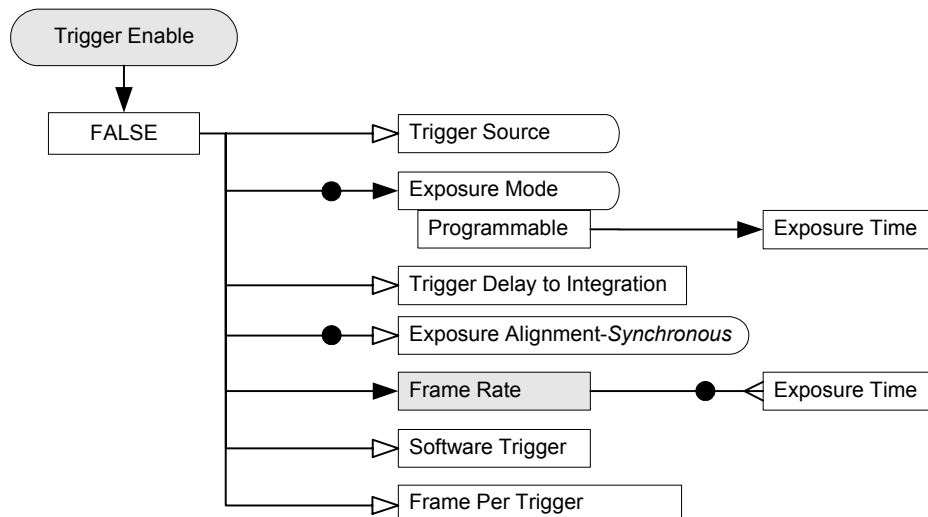 Trigger Enable
FALSE
Trigger Source
Exposure Mode
Programmable
Exposure Time
Trigger Delay to Integration
Exposure Alignment-Synchronous
Frame Rate
Exposure Time
Software Trigger
Frame Per Trigger